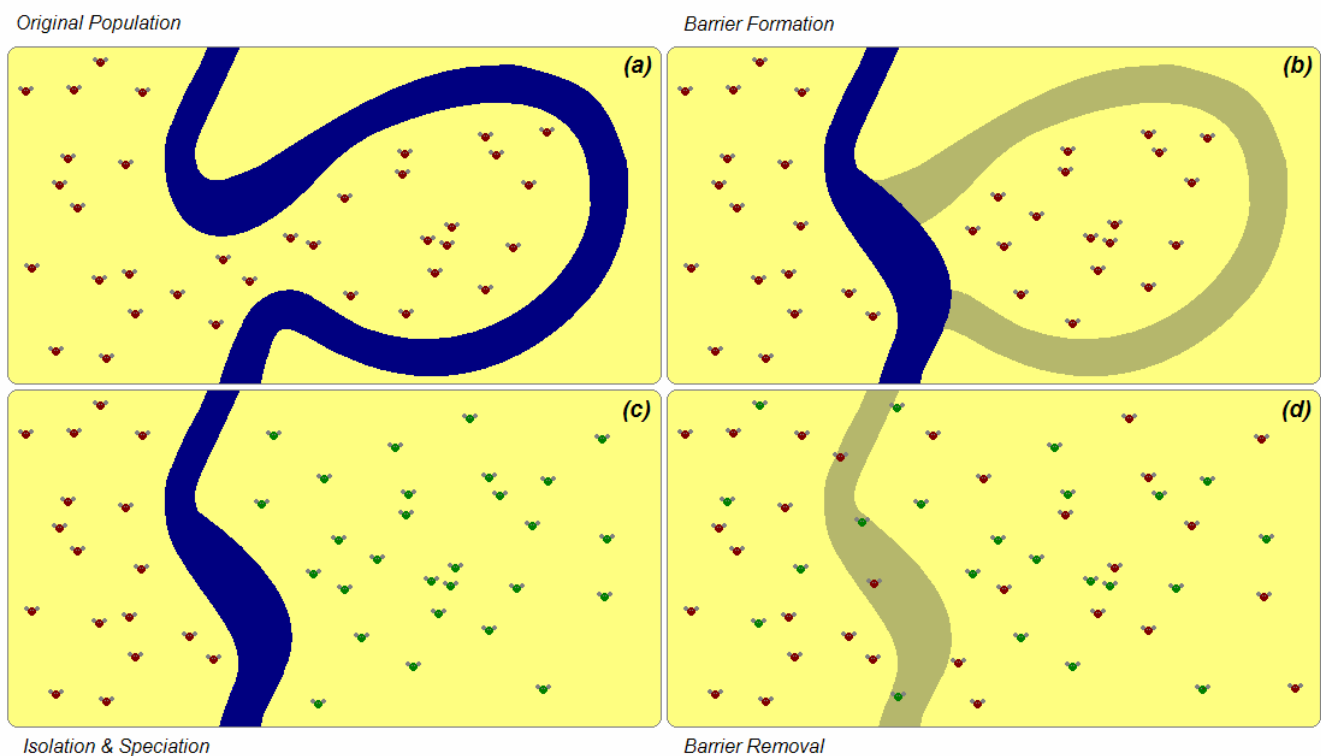 Original Population
Barrier Formation
(a)
(b)
(c)
(d)
Isolation & Speciation
Barrier Removal